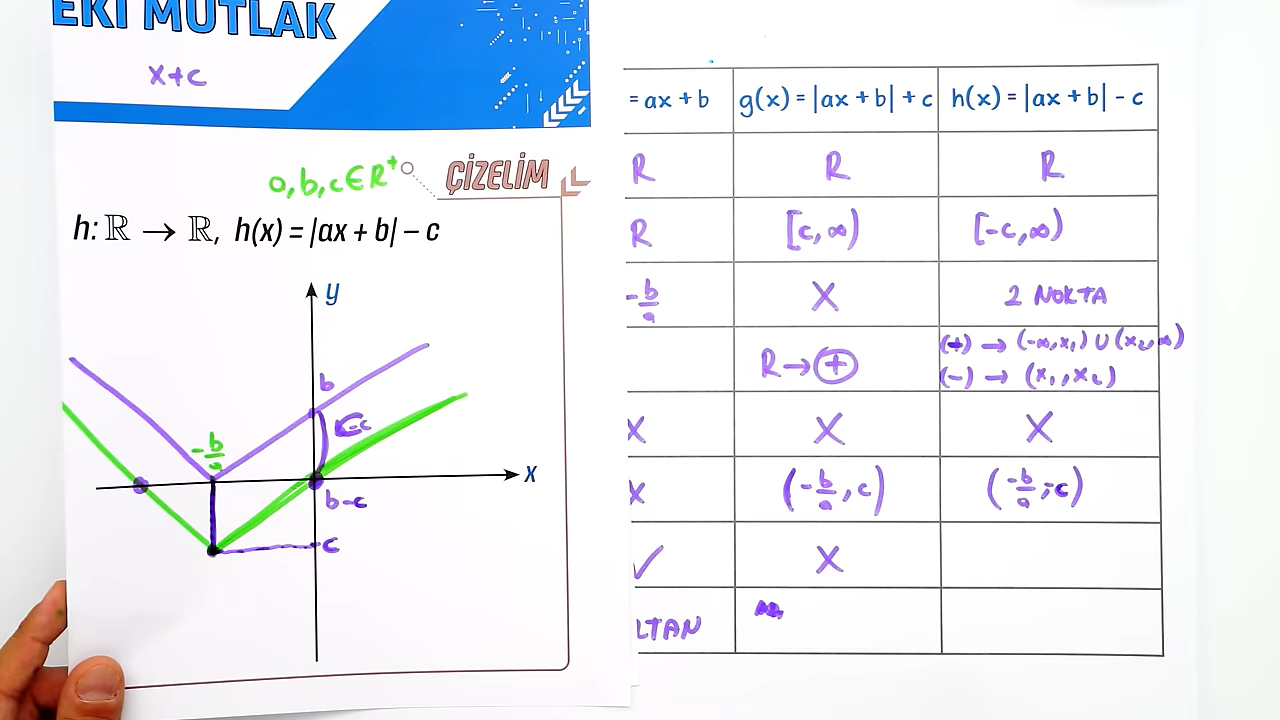 EKİ MUTLAK
x+c
a, b, c ∈ R⁺
ÇİZELİM
h: ℝ → ℝ, h(x) = |ax + b| – c
y
b
-c
-b/a
x
b-c
-c
= ax + b g(x) = |ax + b| + c h(x) = |ax + b| - c
R R R
R [c, ∞) [-c, ∞)
-b/a X 2 NOKTA
R → (+) (+) → (-∞, x₁) ∪ (x₂, ∞)
(-) → (x₁, x₂)
X X X
X (-b/a, c) (-b/a, -c)
✓ X
LTAN